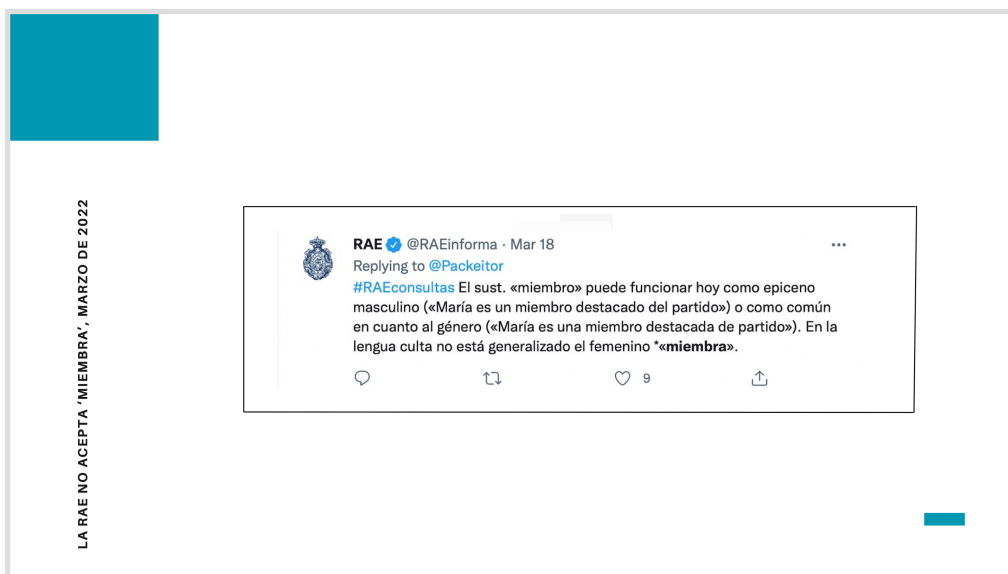 LA RAE NO ACEPTA ‘MIEMBRA’, MARZO DE 2022
RAE @RAEinforma · Mar 18
Replying to @Packeitor
#RAEconsultas El sust. «miembro» puede funcionar hoy como epiceno
masculino («María es un miembro destacado del partido») o como común
en cuanto al género («María es una miembro destacada de partido»). En la
lengua culta no está generalizado el femenino *«miembra».
9